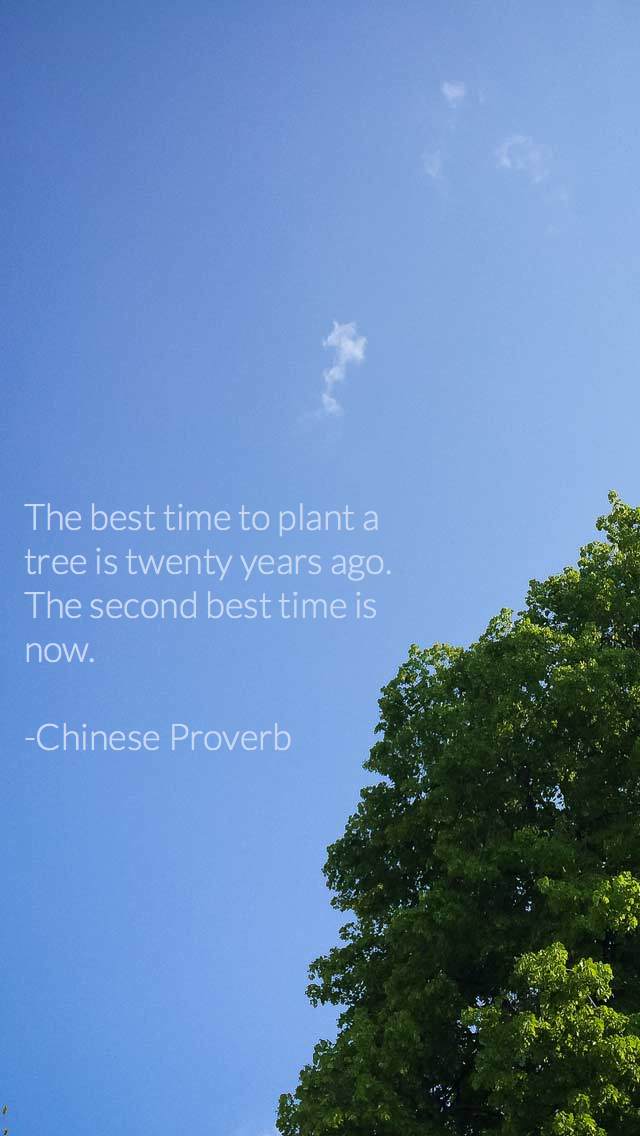 The best time to plant a
tree is twenty years ago.
The second best time is
now.
-Chinese Proverb